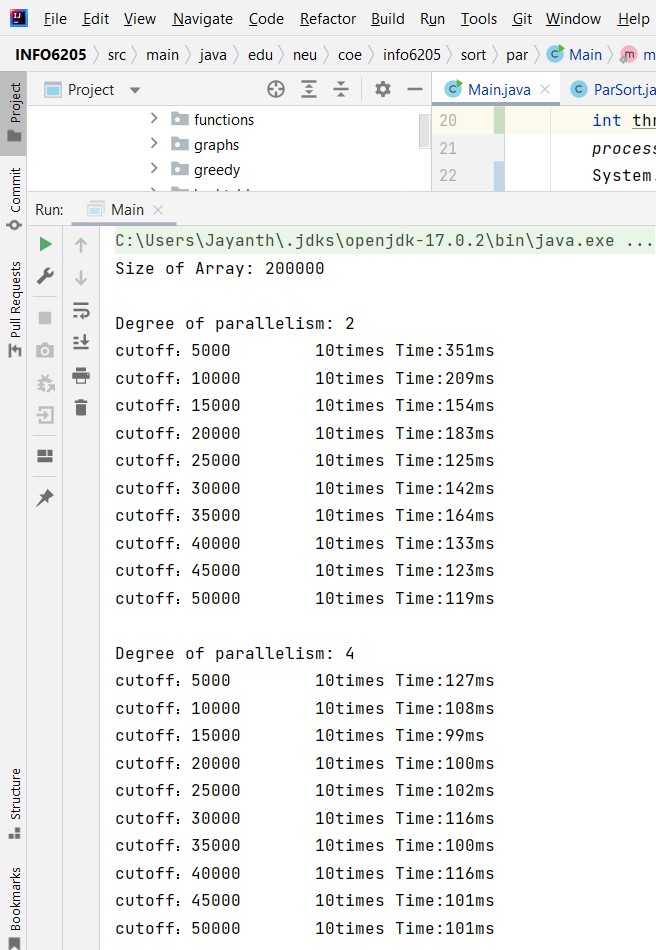 File Edit View Navigate Code Refactor Build Run Tools Git Window Help
INFO6205 src main java edu neu coe info6205 sort par Main m
Project
Commit
Pull Requests
Structure
Bookmarks
Project
functions
graphs
greedy
Main.java ParSort.ja
20 int thr
21 process
22 System.
Run: Main
C:\Users\Jayanth\.jdks\openjdk-17.0.2\bin\java.exe ...
Size of Array: 200000
Degree of parallelism: 2
cutoff：5000 10times Time:351ms
cutoff：10000 10times Time:209ms
cutoff：15000 10times Time:154ms
cutoff：20000 10times Time:183ms
cutoff：25000 10times Time:125ms
cutoff：30000 10times Time:142ms
cutoff：35000 10times Time:164ms
cutoff：40000 10times Time:133ms
cutoff：45000 10times Time:123ms
cutoff：50000 10times Time:119ms
Degree of parallelism: 4
cutoff：5000 10times Time:127ms
cutoff：10000 10times Time:108ms
cutoff：15000 10times Time:99ms
cutoff：20000 10times Time:100ms
cutoff：25000 10times Time:102ms
cutoff：30000 10times Time:116ms
cutoff：35000 10times Time:100ms
cutoff：40000 10times Time:116ms
cutoff：45000 10times Time:101ms
cutoff：50000 10times Time:101ms